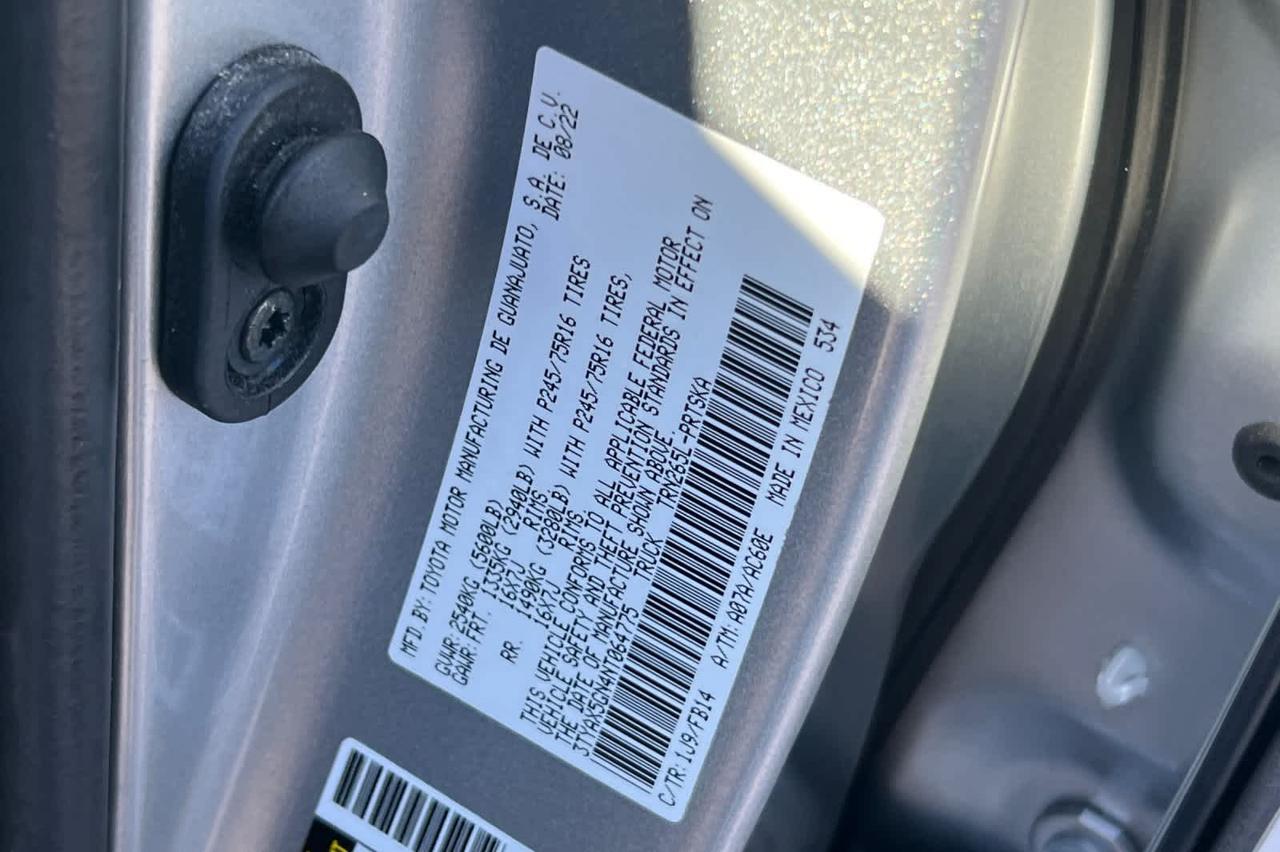 MFD. BY: TOYOTA MOTOR MANUFACTURING DE GUANAJUATO, S.A. DE C.V.
DATE: 08/22
GVWR: 2540KG (5600LB)
GAWR: FRT. 1335KG (2940LB) WITH P245/75R16 TIRES
16X7J RIMS,
RR. 1490KG (3280LB) WITH P245/75R16 TIRES,
16X7J RIMS
THIS VEHICLE CONFORMS TO ALL APPLICABLE FEDERAL MOTOR
VEHICLE SAFETY AND THEFT PREVENTION STANDARDS IN EFFECT ON
THE DATE OF MANUFACTURE SHOWN ABOVE.
3TYAX5GN4NT064775 TRUCK TRN265L-PRTSKA
C/TR: 1J9/FB14 A/TM: A07A/AC60E MADE IN MEXICO 534